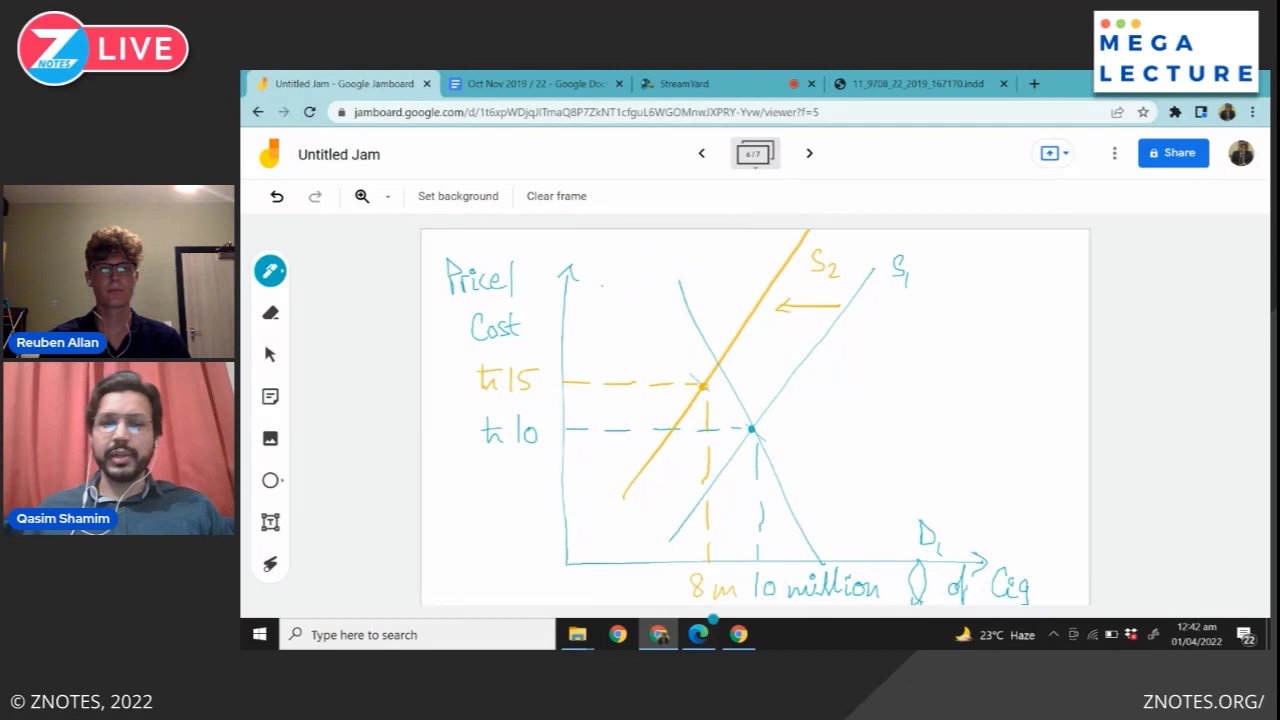 Z NOTES LIVE
MEGA
LECTURE
Untitled Jam - Google Jamboard
Oct Nov 2019 / 22 - Google Doc
StreamYard
11_9708_22_2019_167170.indd
jamboard.google.com/d/1t6xpWDjqJITmaQ8P7ZkNT1cfguL6WGOMnwJXPRY-Yvw/viewer?f=5
Untitled Jam
6/7
Share
Set background
Clear frame
Price/
Cost
S2
S1
15
10
D1
8m 10 million Q of Cig
Reuben Allan
Qasim Shamim
Type here to search
23°C Haze
12:42 am
01/04/2022
22
© ZNOTES, 2022
ZNOTES.ORG/